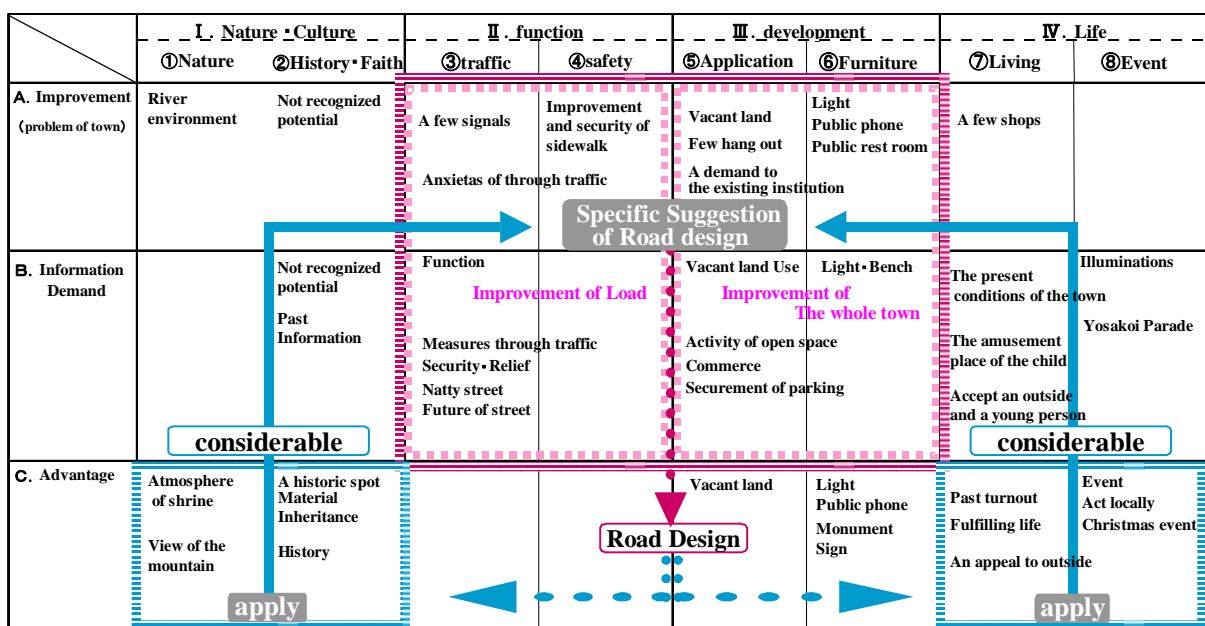 Ⅰ. Nature・Culture
Ⅱ. function
Ⅲ. development
Ⅳ. Life
①Nature
②History・Faith
③traffic
④safety
⑤Application
⑥Furniture
⑦Living
⑧Event
A. Improvement
(problem of town)
River
environment
Not recognized
potential
A few signals
Improvement
and security of
sidewalk
Anxietas of through traffic
Vacant land
Few hang out
A demand to
the existing institution
Light
Public phone
Public rest room
A few shops
Specific Suggestion
of Road design
B. Information
Demand
Not recognized
potential
Past
Information
Function
Improvement of Load
Measures through traffic
Security・Relief
Natty street
Future of street
Vacant land Use
Light・Bench
Improvement of
The whole town
Activity of open space
Commerce
Securement of parking
The present
conditions of the town
The amusement
place of the child
Accept an outside
and a young person
Illuminations
Yosakoi Parade
considerable
considerable
C. Advantage
Atmosphere
of shrine
View of the
mountain
A historic spot
Material
Inheritance
History
Vacant land
Light
Public phone
Monument
Sign
Road Design
Past turnout
Fulfilling life
An appeal to outside
Event
Act locally
Christmas event
apply
apply